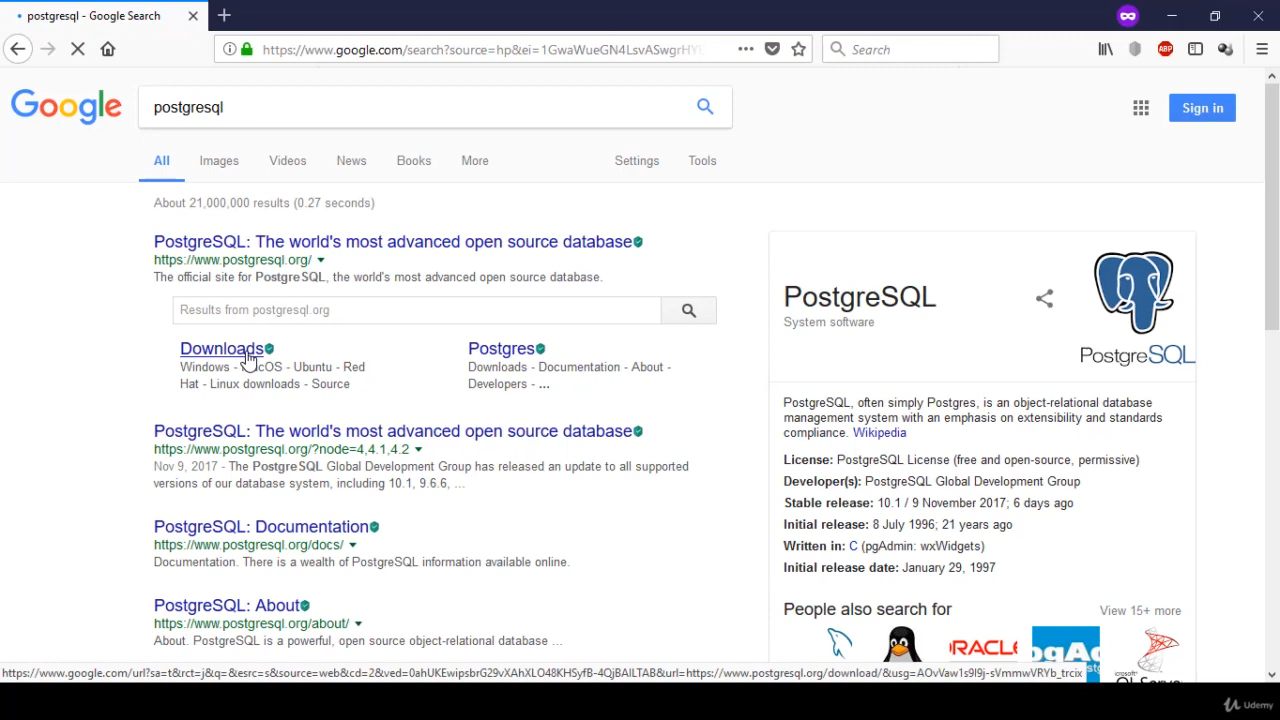 postgresql - Google Search
https://www.google.com/search?source=hp&ei=1GwaWueGN4LsvASwgrHY
Search
ABP
Google
postgresql
Sign in
All
Images
Videos
News
Books
More
Settings
Tools
About 21,000,000 results (0.27 seconds)
PostgreSQL: The world's most advanced open source database
https://www.postgresql.org/
The official site for PostgreSQL, the world's most advanced open source database.
Results from postgresql.org
Downloads
Windows - OS - Ubuntu - Red
Hat - Linux downloads - Source
Postgres
Downloads - Documentation - About -
Developers - ...
PostgreSQL: The world's most advanced open source database
https://www.postgresql.org/?node=4,4.1,4.2
Nov 9, 2017 - The PostgreSQL Global Development Group has released an update to all supported
versions of our database system, including 10.1, 9.6.6, ...
PostgreSQL: Documentation
https://www.postgresql.org/docs/
Documentation. There is a wealth of PostgreSQL information available online.
PostgreSQL: About
https://www.postgresql.org/about/
About. PostgreSQL is a powerful, open source object-relational database ...
PostgreSQL
System software
PostgreSQL
PostgreSQL, often simply Postgres, is an object-relational database
management system with an emphasis on extensibility and standards
compliance. Wikipedia
License: PostgreSQL License (free and open-source, permissive)
Developer(s): PostgreSQL Global Development Group
Stable release: 10.1 / 9 November 2017; 6 days ago
Initial release: 8 July 1996; 21 years ago
Written in: C (pgAdmin: wxWidgets)
Initial release date: January 29, 1997
People also search for
View 15+ more
ORACLE
https://www.google.com/url?sa=t&rct=j&q=&esrc=s&source=web&cd=2&ved=0ahUKEwipsbrG29vXAhXLO48KHSyfB-4QjBAILTAB&url=https://www.postgresql.org/download/&usg=AOvVaw1s9I9j-sVmmwVRYb_trcix
Udemy